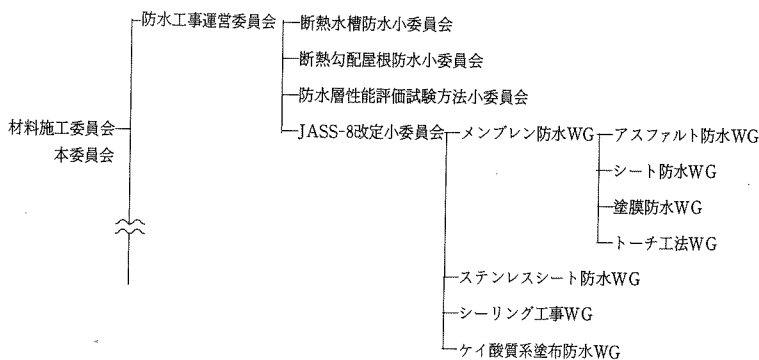 防水工事運営委員会
断熱水槽防水小委員会
断熱勾配屋根防水小委員会
防水層性能評価試験方法小委員会
材料施工委員会
本委員会
JASS-8改定小委員会
メンブレン防水WG
アスファルト防水WG
シート防水WG
塗膜防水WG
トーチ工法WG
ステンレスシート防水WG
シーリング工事WG
ケイ酸質系塗布防水WG